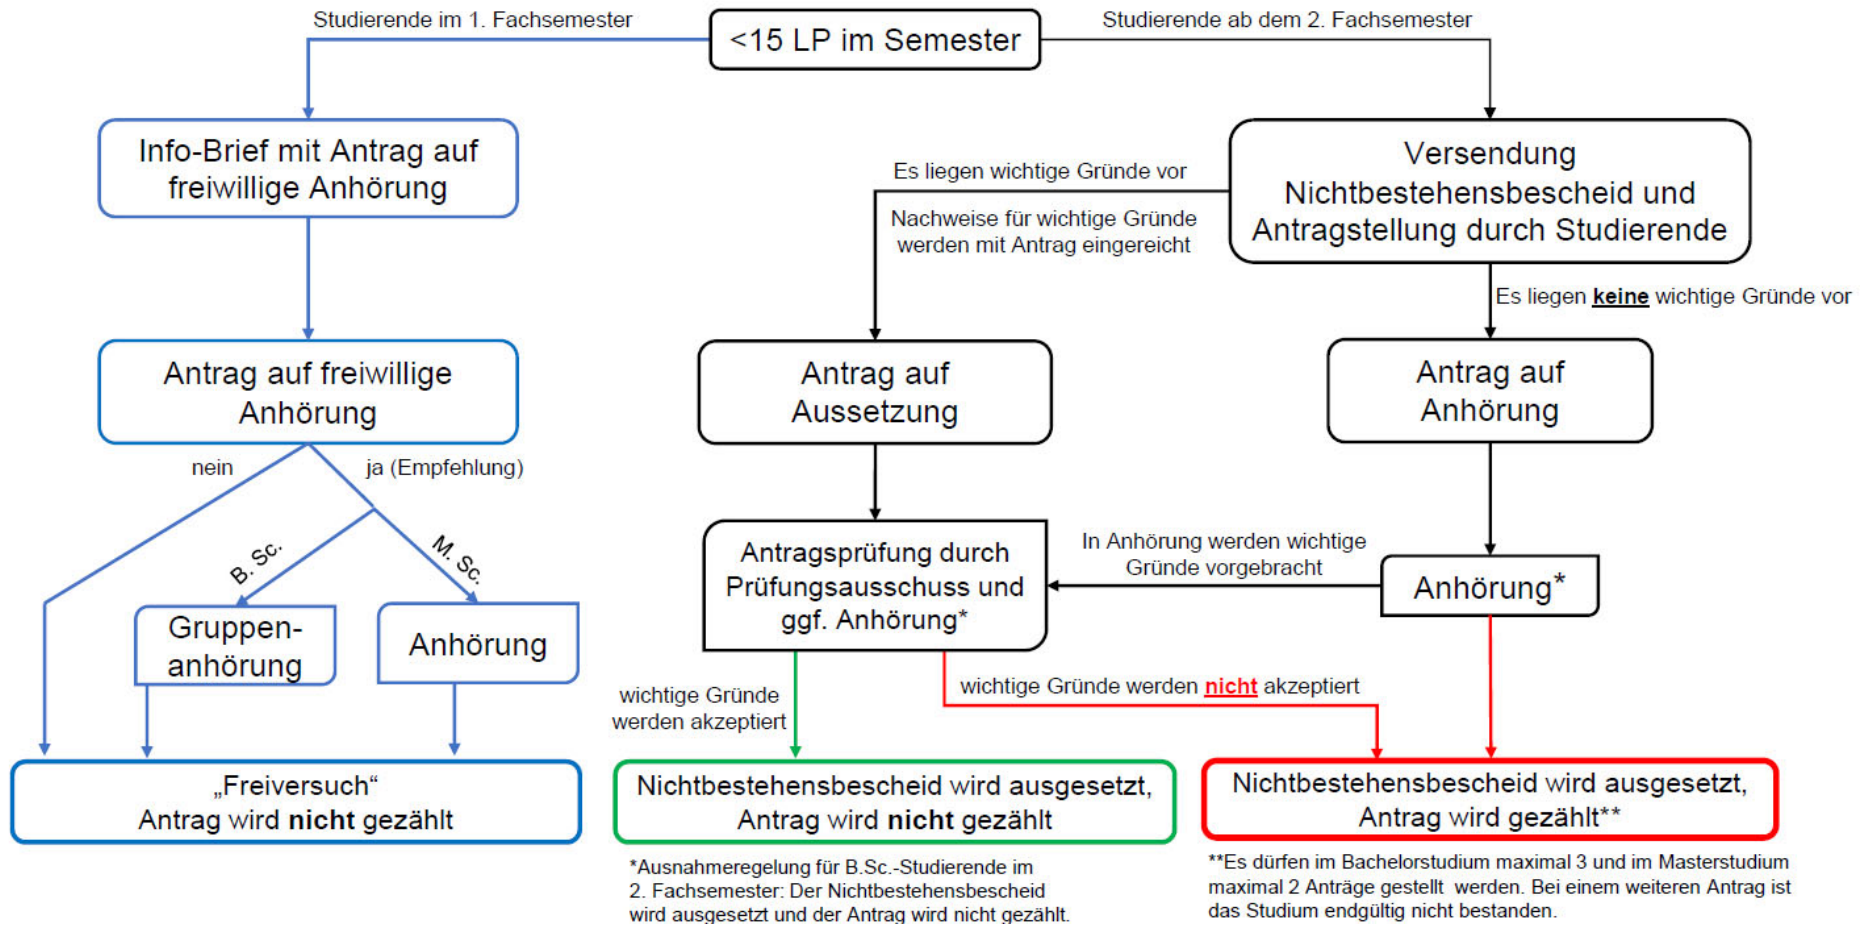 Studierende im 1. Fachsemester
<15 LP im Semester
Studierende ab dem 2. Fachsemester
Info-Brief mit Antrag auf
freiwillige Anhörung
Versendung
Nichtbestehensbescheid und
Antragstellung durch Studierende
Es liegen wichtige Gründe vor
Nachweise für wichtige Gründe
werden mit Antrag eingereicht
Es liegen keine wichtige Gründe vor
Antrag auf freiwillige
Anhörung
Antrag auf
Aussetzung
Antrag auf
Anhörung
nein
ja (Empfehlung)
B. Sc.
M. Sc.
Gruppen-
anhörung
Anhörung
Antragsprüfung durch
Prüfungsausschuss und
ggf. Anhörung*
In Anhörung werden wichtige
Gründe vorgebracht
Anhörung*
wichtige Gründe
werden akzeptiert
wichtige Gründe werden nicht akzeptiert
„Freiversuch“
Antrag wird nicht gezählt
Nichtbestehensbescheid wird ausgesetzt,
Antrag wird nicht gezählt
Nichtbestehensbescheid wird ausgesetzt,
Antrag wird gezählt**
*Ausnahmeregelung für B.Sc.-Studierende im
2. Fachsemester: Der Nichtbestehensbescheid
wird ausgesetzt und der Antrag wird nicht gezählt.
**Es dürfen im Bachelorstudium maximal 3 und im Masterstudium
maximal 2 Anträge gestellt werden. Bei einem weiteren Antrag ist
das Studium endgültig nicht bestanden.